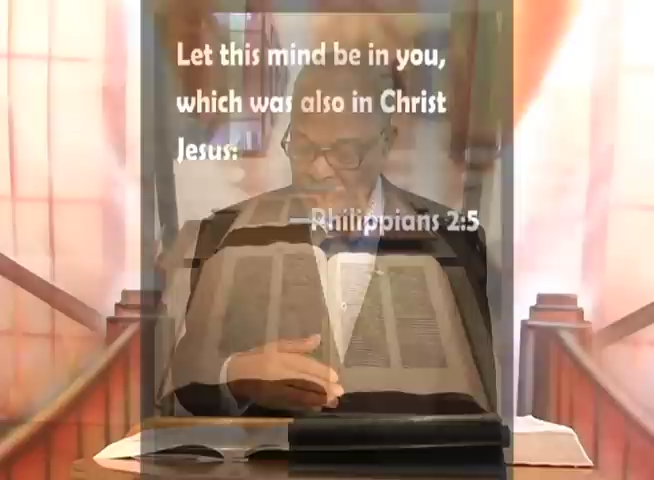 Let this mind be in you,
which was also in Christ
Jesus:
—Philippians 2:5